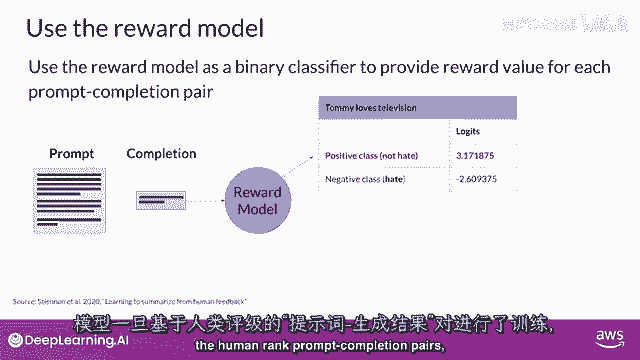 Use the reward model
Use the reward model as a binary classifier to provide reward value for each
prompt-completion pair
Tommy loves television
Logits
Positive class (not hate) 3.171875
Negative class (hate) -2.609375
Prompt
Completion
Reward
Model
Source: Stiennon et al. 2020, "Learning to summarize from human feedback"
模型一旦基于人类评级的“提示词-生成结果”对进行了训练,
the human rank prompt-completion pairs,
DeepLearning.AI
aws